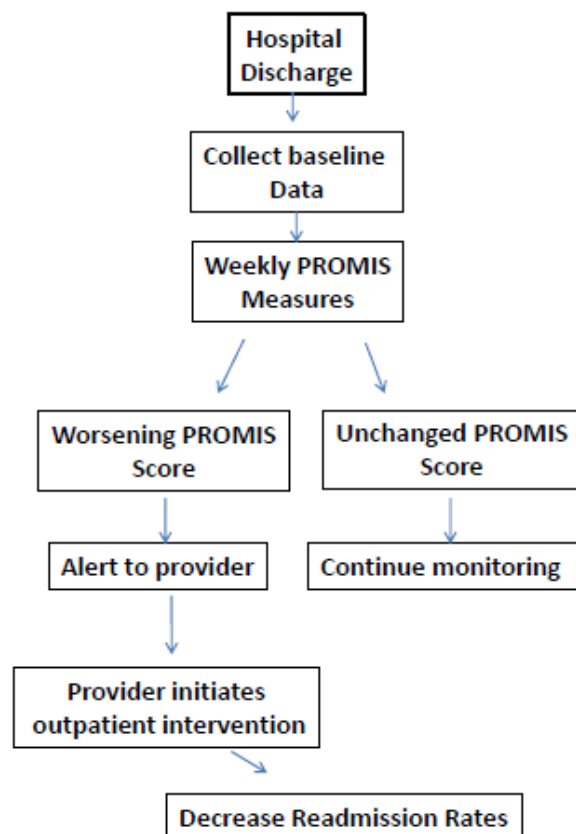 Hospital
Discharge
Collect baseline
Data
Weekly PROMIS
Measures
Worsening PROMIS
Score
Unchanged PROMIS
Score
Alert to provider
Continue monitoring
Provider initiates
outpatient intervention
Decrease Readmission Rates